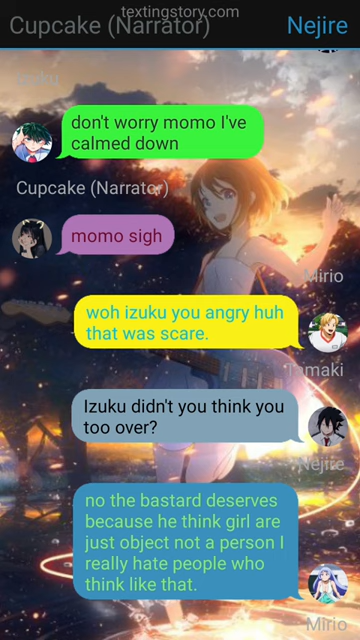 textingstory.com
Cupcake (Narrator)
Nejire
Izuku
don't worry momo I've
calmed down
Cupcake (Narrator)
momo sigh
Mirio
woh izuku you angry huh
that was scare.
Tamaki
Izuku didn't you think you
too over?
Nejire
no the bastard deserves
because he think girl are
just object not a person I
really hate people who
think like that.
Mirio